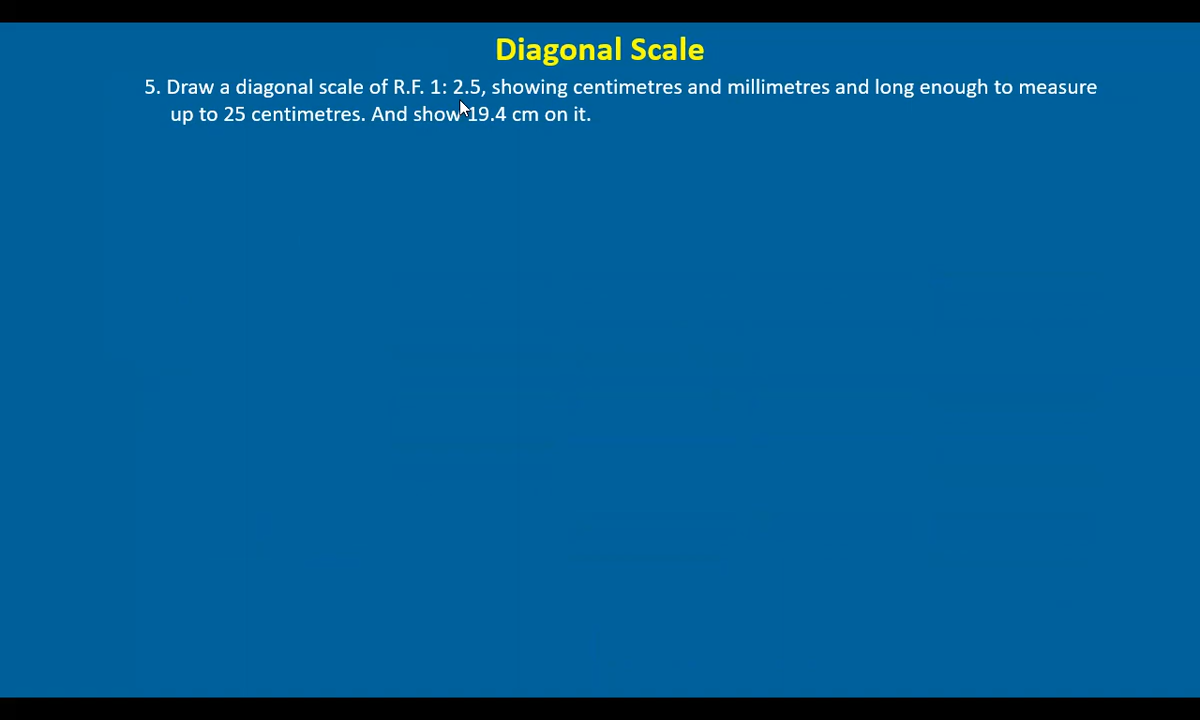 Diagonal Scale
5. Draw a diagonal scale of R.F. 1: 2.5, showing centimetres and millimetres and long enough to measure
up to 25 centimetres. And show 19.4 cm on it.